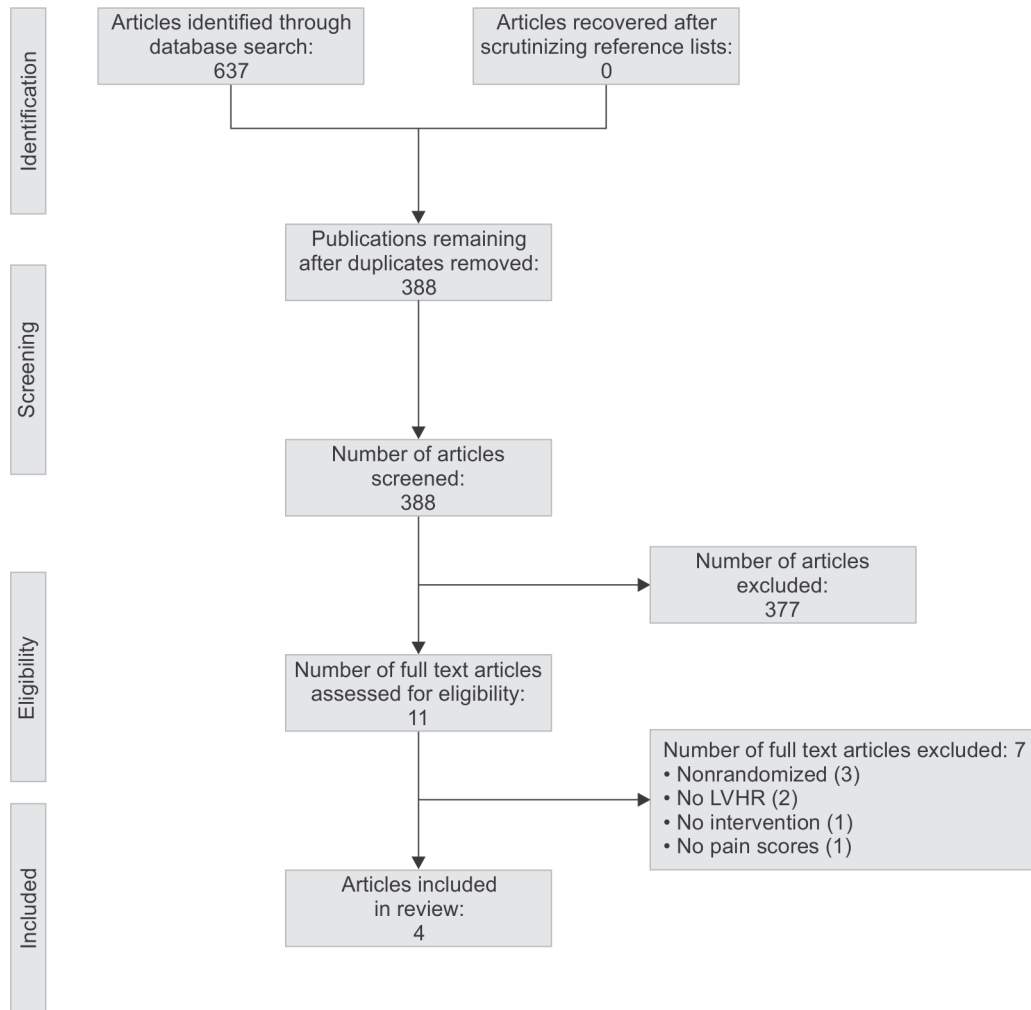 Identification
Articles identified through
database search:
637
Articles recovered after
scrutinizing reference lists:
0
Publications remaining
after duplicates removed:
388
Screening
Number of articles
screened:
388
Number of articles
excluded:
377
Eligibility
Number of full text articles
assessed for eligibility:
11
Number of full text articles excluded: 7
• Nonrandomized (3)
• No LVHR (2)
• No intervention (1)
• No pain scores (1)
Included
Articles included
in review:
4